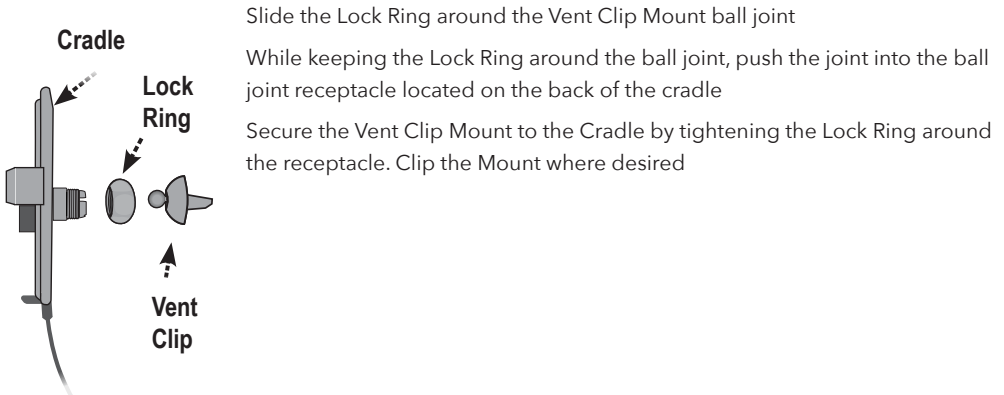 Cradle
Lock
Ring
Vent
Clip
Slide the Lock Ring around the Vent Clip Mount ball joint
While keeping the Lock Ring around the ball joint, push the joint into the ball
joint receptacle located on the back of the cradle
Secure the Vent Clip Mount to the Cradle by tightening the Lock Ring around
the receptacle. Clip the Mount where desired